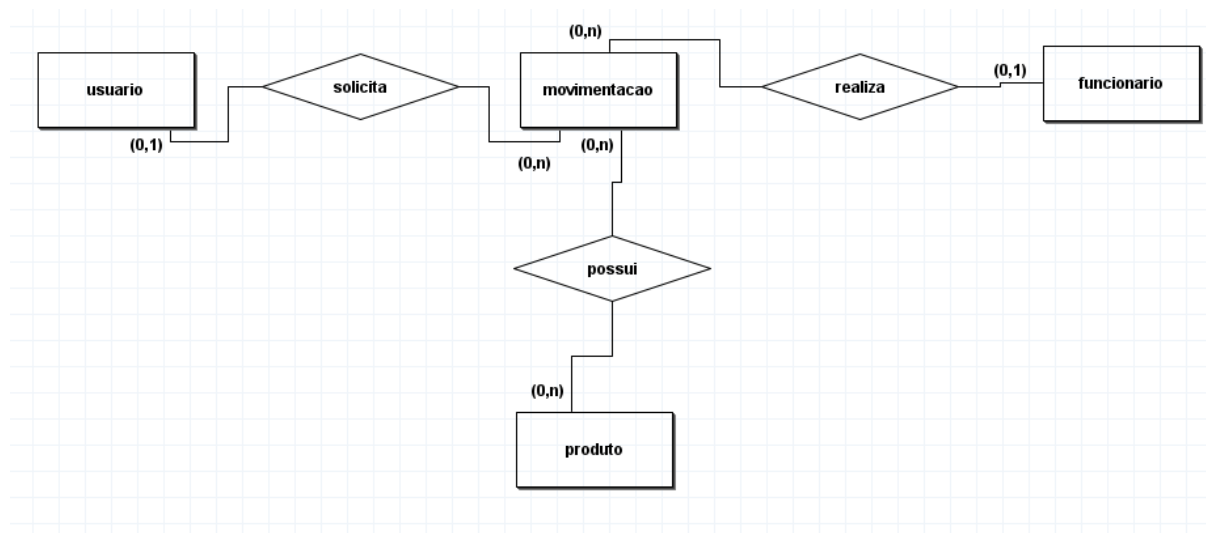 (0,n)
usuario
solicita
movimentacao
realiza
(0,1)
funcionario
(0,1)
(0,n)
(0,n)
possui
(0,n)
produto